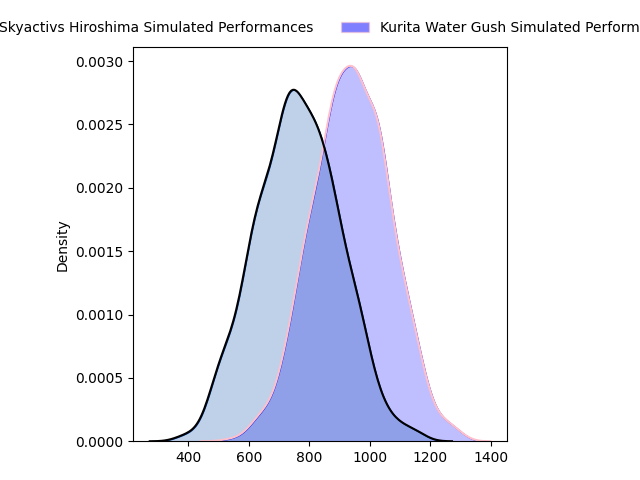 Skyactivs Hiroshima Simulated Performances
Kurita Water Gush Simulated Perform
0.0030
0.0025
0.0020
0.0015
0.0010
0.0005
0.0000
Density
400 600 800 1000 1200 1400